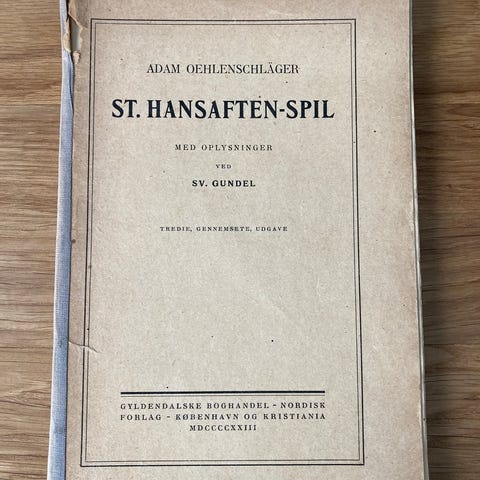 ADAM OEHLENSCHLÄGER
ST. HANSAFTEN-SPIL
MED OPLYSNINGER
VED
SV. GUNDEL
TREDIE, GENNEMSETE, UDGAVE
GYLDENDALSKE BOGHANDEL - NORDISK
FORLAG - KØBENHAVN OG KRISTIANIA
MDCCCCXXIII